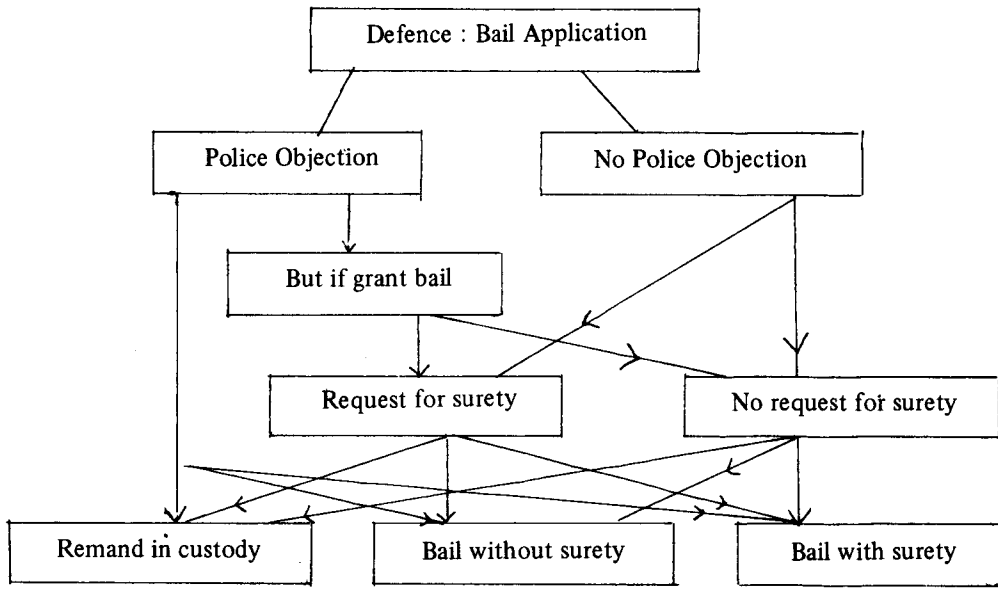 Defence : Bail Application
Police Objection
No Police Objection
But if grant bail
Request for surety
No request for surety
Remand in custody
Bail without surety
Bail with surety